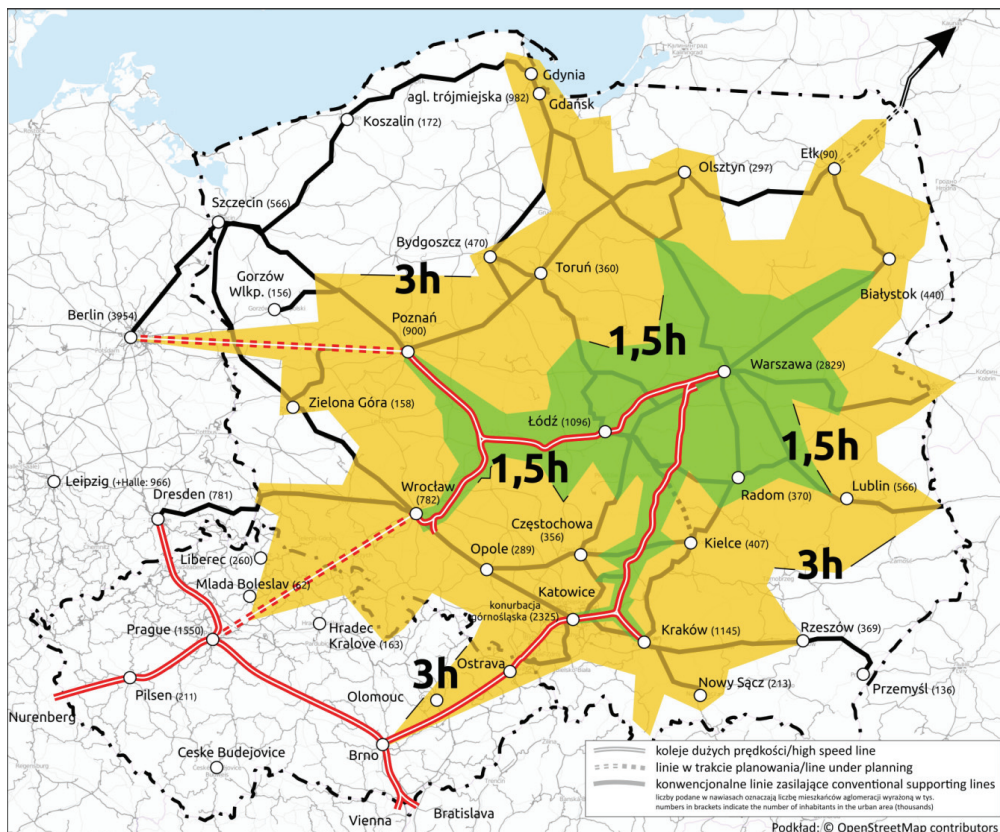 Gdynia
agl. trójmiejska (982)
Gdańsk
Koszalin (172)
Olsztyn (297)
Ełk(90)
Szczecin (566)
Bydgoszcz (470)
Toruń (360)
Białystok (440)
3h
Gorzów
Wlkp. (156)
Berlin (3954)
Poznań
(900)
1,5h
Warszawa (2829)
Zielona Góra (158)
Łódź (1096)
1,5h
1,5h
Leipzig (+Halle: 966)
Dresden (781)
Wrocław
(782)
Radom (370)
Lublin (566)
Częstochowa
(356)
Liberec (260)
Opole (289)
Kielce (407)
3h
Mlada Boleslav (62)
Katowice
konurbacja
górnośląska (2325)
Prague (1550)
Hradec
Kralove (163)
Kraków (1145)
Rzeszów (369)
Ostrava
3h
Pilsen (211)
Olomouc
Nowy Sącz (213)
Przemyśl (136)
Nurenberg
Ceske Budejovice
Brno
Vienna
Bratislava
koleje dużych prędkości/high speed line
linie w trakcie planowania/line under planning
konwencjonalne linie zasilające conventional supporting lines
liczby podane w nawiasach oznaczają liczbę mieszkańców aglomeracji wyrażoną w tys.
numbers in brackets indicate the number of inhabitants in the urban area (thousands)
Podkład: © OpenStreetMap contributors